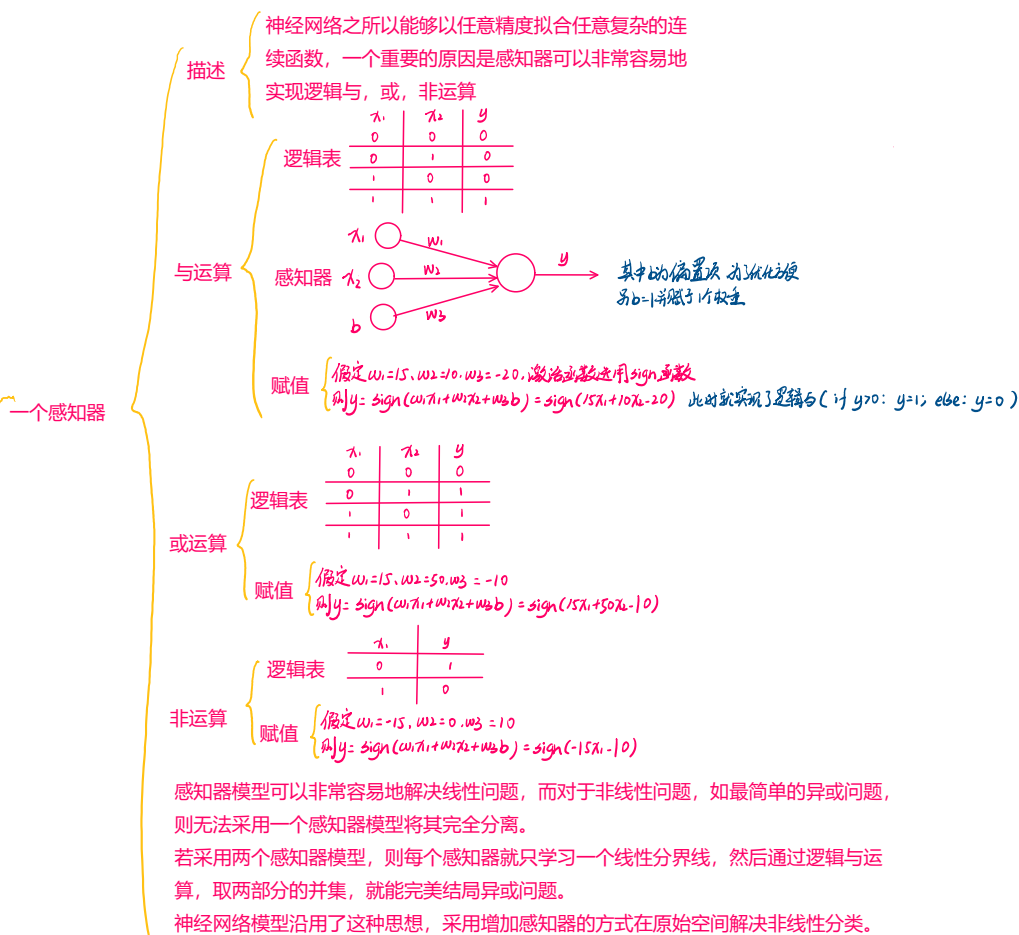 一个感知器
描述
神经网络之所以能够以任意精度拟合任意复杂的连
续函数，一个重要的原因是感知器可以非常容易地
实现逻辑与，或，非运算
与运算
逻辑表
x₁ x₂ y
0 0 0
0 1 0
1 0 0
1 1 1
感知器
x₁ w₁
x₂ w₂ y
b w₃
其中b为偏置项 为了优化方便
另b=1并赋予1个权重
赋值
假定w₁=15、w₂=10、w₃=-20，激活函数选用sign函数
则y=sign(w₁x₁+w₂x₂+w₃b)=sign(15x₁+10x₂-20) 此时就实现了逻辑与(if y>0: y=1; else: y=0)
或运算
逻辑表
x₁ x₂ y
0 0 0
0 1 1
1 0 1
1 1 1
赋值
假定w₁=15、w₂=50、w₃=-10
则y=sign(w₁x₁+w₂x₂+w₃b)=sign(15x₁+50x₂-10)
非运算
逻辑表
x₁ y
0 1
1 0
赋值
假定w₁=-15、w₂=0、w₃=10
则y=sign(w₁x₁+w₂x₂+w₃b)=sign(-15x₁-10)
感知器模型可以非常容易地解决线性问题，而对于非线性问题，如最简单的异或问题，
则无法采用一个感知器模型将其完全分离。
若采用两个感知器模型，则每个感知器就只学习一个线性分界线，然后通过逻辑与运
算，取两部分的并集，就能完美结局异或问题。
神经网络模型沿用了这种思想，采用增加感知器的方式在原始空间解决非线性分类。